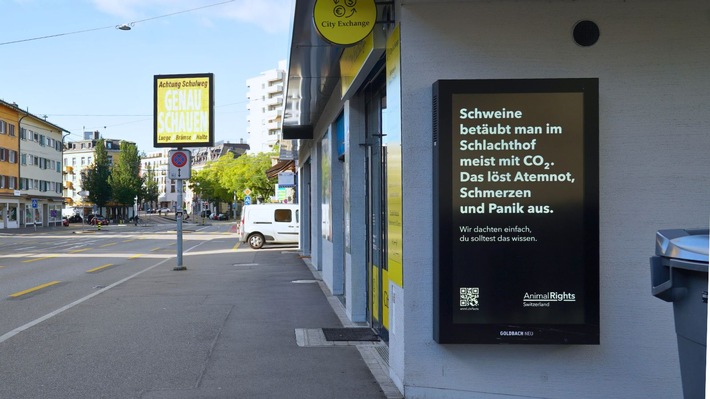 City Exchange
Achtung Schulweg
GENAU
SCHAUEN
Luege Brämse Halte
Schweine
betäubt man im
Schlachthof
meist mit CO₂.
Das löst Atemnot,
Schmerzen
und Panik aus.
Wir dachten einfach,
du solltest das wissen.
AnimalRights
Switzerland
GOLDBACH NEO